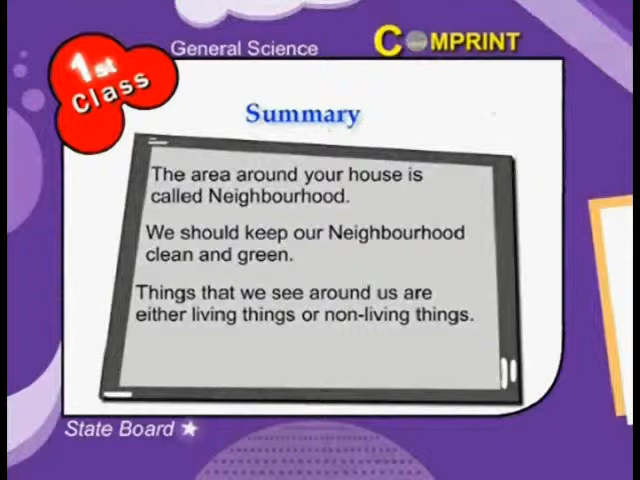 General Science
COMPRINT
1st
Class
Summary
The area around your house is
called Neighbourhood.
We should keep our Neighbourhood
clean and green.
Things that we see around us are
either living things or non-living things.
State Board